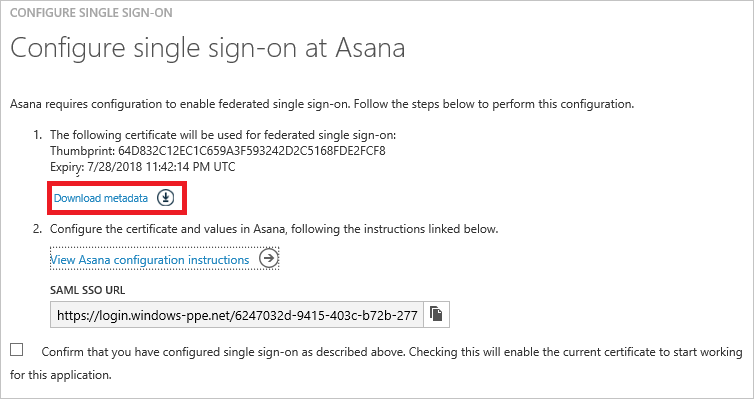 CONFIGURE SINGLE SIGN-ON
Configure single sign-on at Asana
Asana requires configuration to enable federated single sign-on. Follow the steps below to perform this configuration.
1. The following certificate will be used for federated single sign-on:
Thumbprint: 64D832C12EC1C659A3F593242D2C5168FDE2FCF8
Expiry: 7/28/2018 11:42:14 PM UTC
Download metadata
2. Configure the certificate and values in Asana, following the instructions linked below.
View Asana configuration instructions
SAML SSO URL
https://login.windows-ppe.net/6247032d-9415-403c-b72b-277
Confirm that you have configured single sign-on as described above. Checking this will enable the current certificate to start working
for this application.